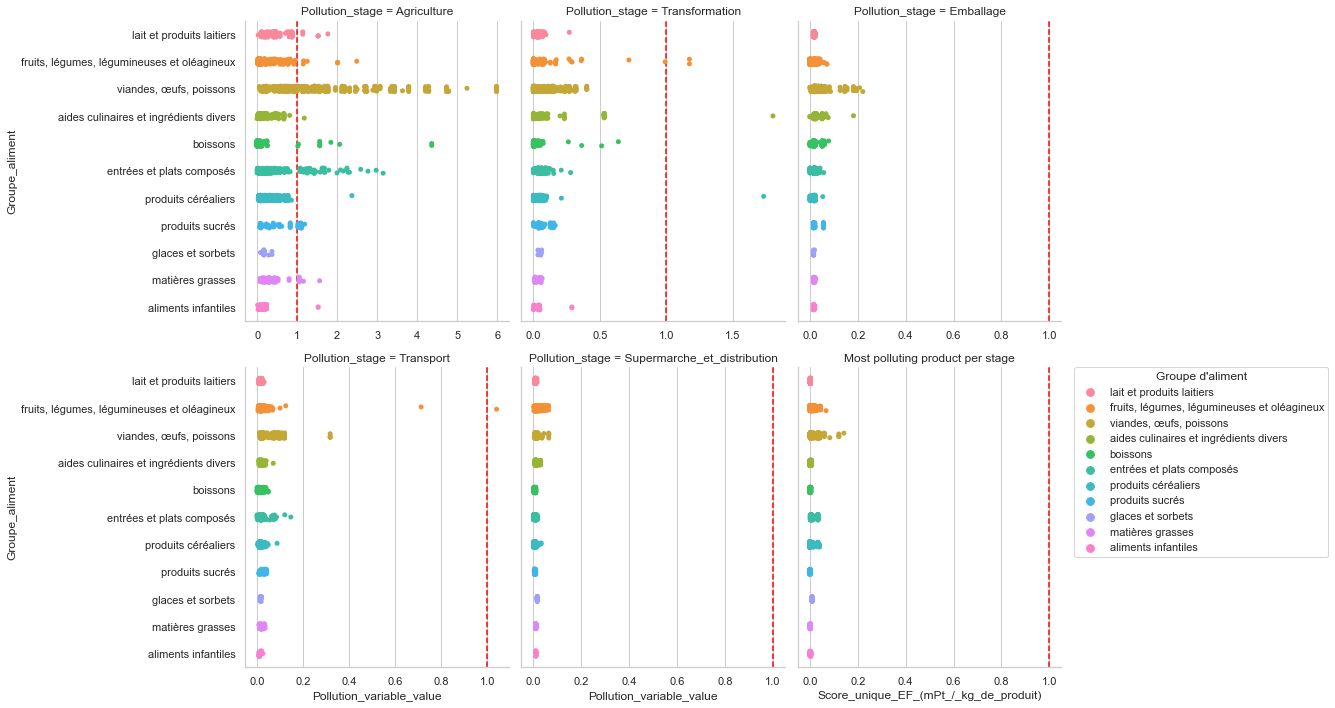 Pollution_stage = Agriculture
Pollution_stage = Transformation
Pollution_stage = Emballage
Groupe_aliment
lait et produits laitiers
fruits, légumes, légumineuses et oléagineux
viandes, œufs, poissons
aides culinaires et ingrédients divers
boissons
entrées et plats composés
produits céréaliers
produits sucrés
glaces et sorbets
matières grasses
aliments infantiles
0 1 2 3 4 5 6
0.0 0.5 1.0 1.5
0.0 0.2 0.4 0.6 0.8 1.0
Pollution_stage = Transport
Pollution_stage = Supermarche_et_distribution
Most polluting product per stage
Groupe_aliment
lait et produits laitiers
fruits, légumes, légumineuses et oléagineux
viandes, œufs, poissons
aides culinaires et ingrédients divers
boissons
entrées et plats composés
produits céréaliers
produits sucrés
glaces et sorbets
matières grasses
aliments infantiles
0.0 0.2 0.4 0.6 0.8 1.0
0.0 0.2 0.4 0.6 0.8 1.0
0.0 0.2 0.4 0.6 0.8 1.0
Pollution_variable_value
Pollution_variable_value
Score_unique_EF_(mPt_/_kg_de_produit)
Groupe d'aliment
lait et produits laitiers
fruits, légumes, légumineuses et oléagineux
viandes, œufs, poissons
aides culinaires et ingrédients divers
boissons
entrées et plats composés
produits céréaliers
produits sucrés
glaces et sorbets
matières grasses
aliments infantiles